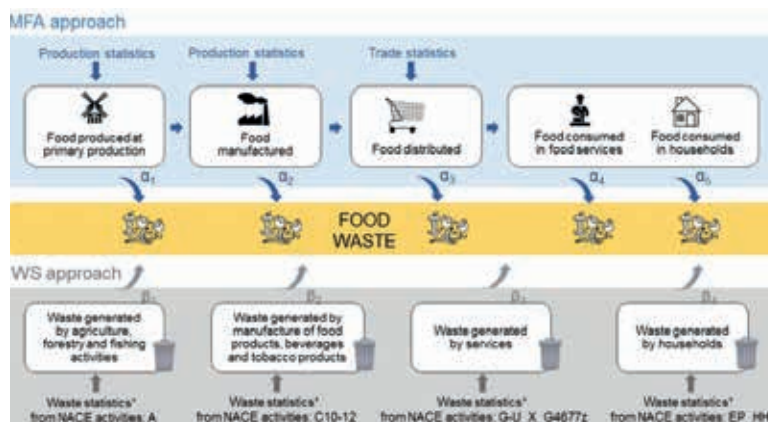 MFA approach
Production statistics
Production statistics
Trade statistics
Food produced at
primary production
Food
manufactured
Food distributed
Food consumed
in food services
Food consumed
in households
α1
α2
α3
α4
α5
FOOD
WASTE
WS approach
β2
Waste generated
by agriculture,
forestry and fishing
activities
Waste generated by
manufacture of food
products, beverages
and tobacco products
Waste generated
by services
Waste generated
by households
Waste statistics*
from NACE activities: A
Waste statistics*
from NACE activities: C10-12
Waste statistics*
from NACE activities: G-U_X_G4677z
Waste statistics*
from NACE activities: EP_HH